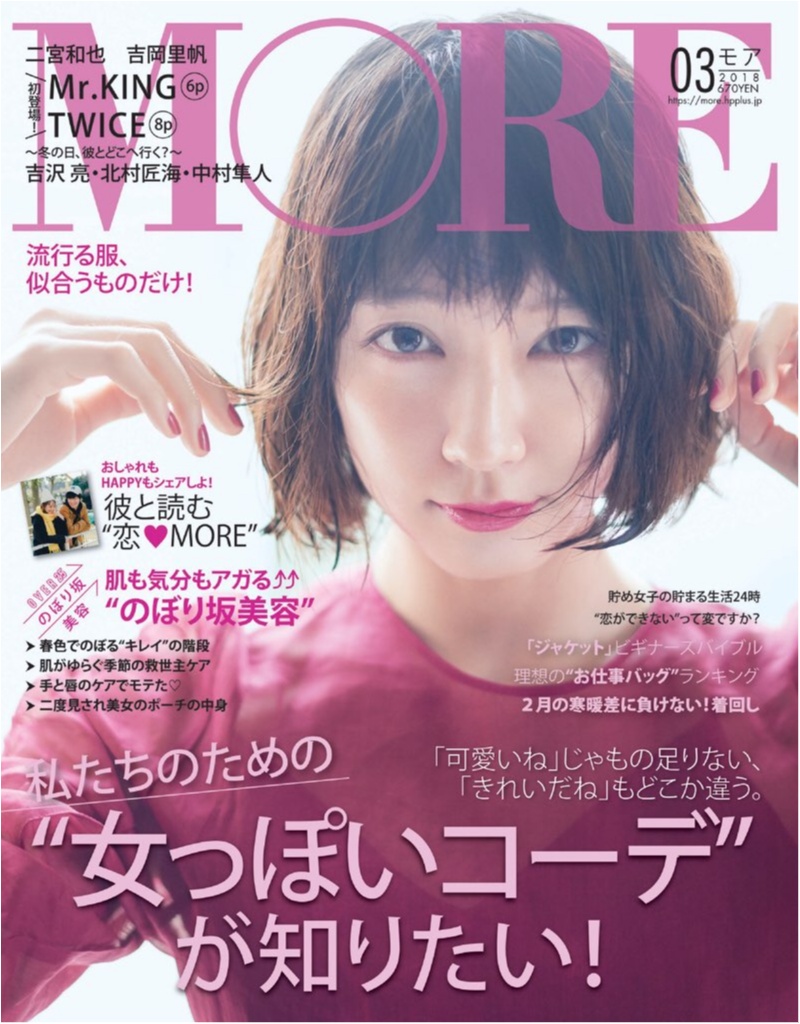 MORE
二宮和也 吉岡里帆
初登場!
Mr.KING 6p
TWICE 8p
〜冬の日、彼とどこへ行く?〜
吉沢 亮・北村匠海・中村隼人
03
モア
2018
670YEN
https://more.hpplus.jp
流行る服、
似合うものだけ!
おしゃれも
HAPPYもシェアしよ!
彼と読む
“恋♥MORE”
のぼり坂
美容
肌も気分もアガる⤴⤴
“のぼり坂美容”
➤ 春色でのぼる“キレイ”の階段
➤ 肌がゆらぐ季節の救世主ケア
➤ 手と唇のケアでモテた♡
➤ 二度見され美女のポーチの中身
貯め女子の貯まる生活24時
“恋ができない”って変ですか?
「ジャケット」ビギナーズバイブル
理想の“お仕事バッグ”ランキング
2月の寒暖差に負けない!着回し
私たちのための
「可愛いね」じゃもの足りない、
「きれいだね」もどこか違う。
“女っぽいコーデ”
が知りたい!